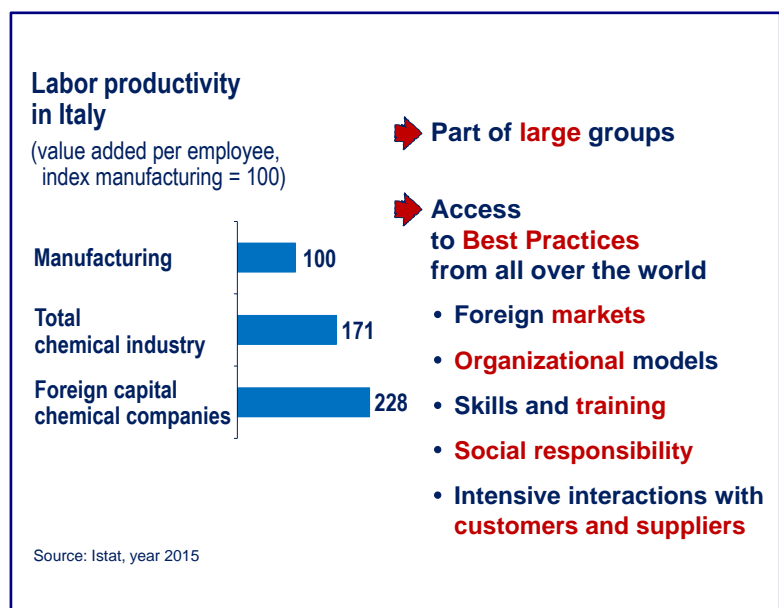 Labor productivity
in Italy
(value added per employee,
index manufacturing = 100)
Manufacturing
100
Total
chemical industry
171
Foreign capital
chemical companies
228
Source: Istat, year 2015
Part of large groups
Access
to Best Practices
from all over the world
• Foreign markets
• Organizational models
• Skills and training
• Social responsibility
• Intensive interactions with
customers and suppliers